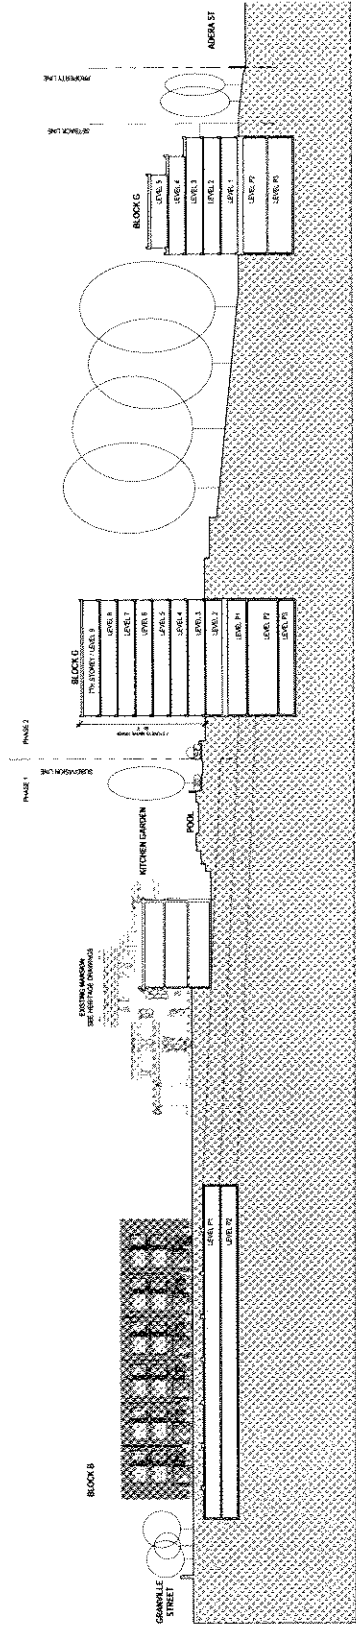 GRANVILLE
STREET
BLOCK B
LEVEL P1
LEVEL P2
EXISTING MANSION
SEE HERITAGE DRAWINGS
KITCHEN GARDEN
POOL
PHASE 1
SUBDIVISION LINE
PHASE 2
BLOCK G
7TH STOREY / LEVEL 9
LEVEL 8
LEVEL 7
LEVEL 6
LEVEL 5
LEVEL 4
LEVEL 3
LEVEL 2
LEVEL P1
LEVEL P2
LEVEL P3
BLOCK G
LEVEL 5
LEVEL 4
LEVEL 3
LEVEL 2
LEVEL 1
LEVEL P2
LEVEL P3
SETBACK LINE
PROPERTY LINE
ADERA ST